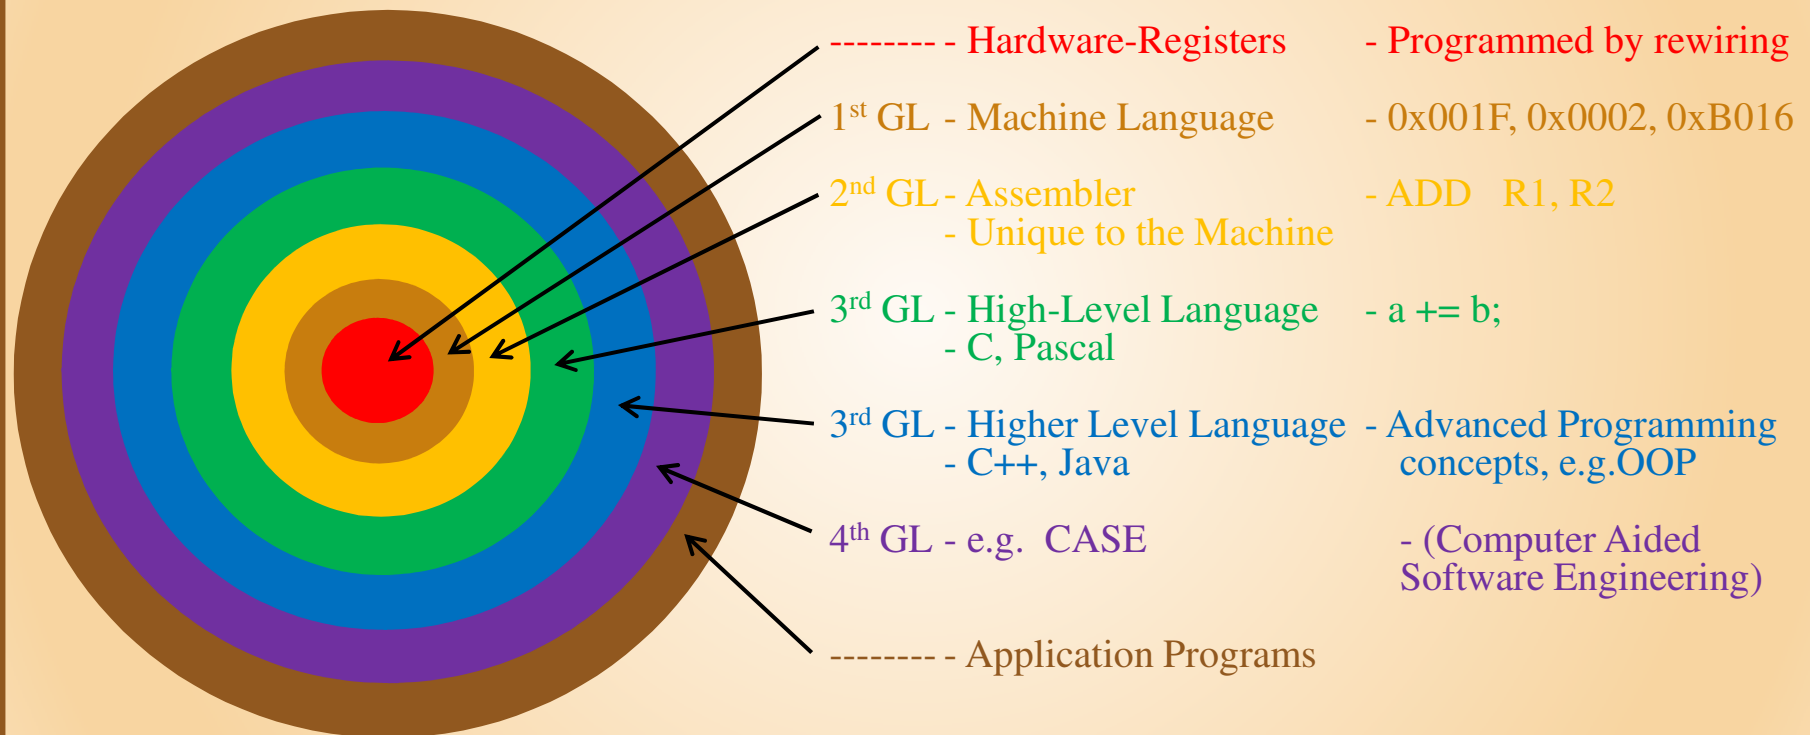 -------- - Hardware-Registers - Programmed by rewiring
1st GL - Machine Language - 0x001F, 0x0002, 0xB016
2nd GL - Assembler - ADD R1, R2
- Unique to the Machine
3rd GL - High-Level Language - a += b;
- C, Pascal
3rd GL - Higher Level Language - Advanced Programming
- C++, Java concepts, e.g.OOP
4th GL - e.g. CASE - (Computer Aided
Software Engineering)
-------- - Application Programs